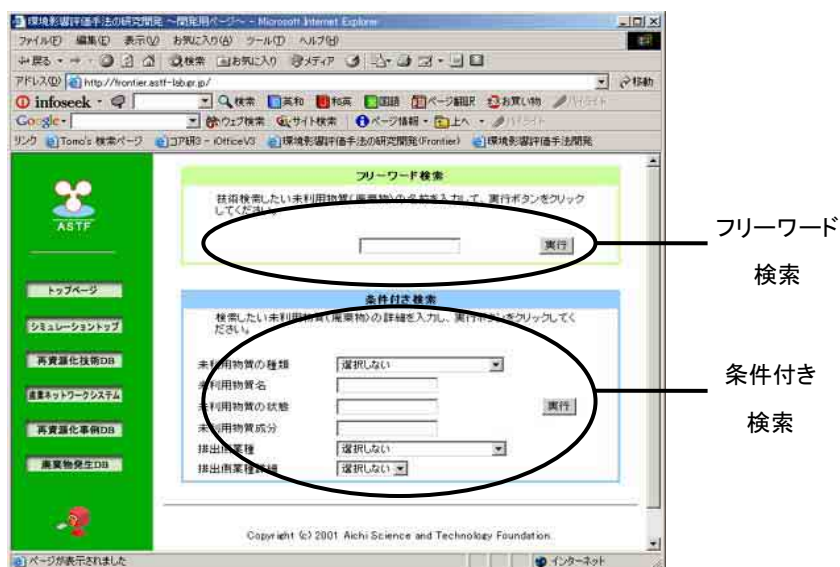 環境影響評価手法の研究開発 ～開発用ページ～ - Microsoft Internet Explorer
ファイル(F) 編集(E) 表示(V) お気に入り(A) ツール(T) ヘルプ(H)
戻る 検索 お気に入り メディア
アドレス(D) http://frontier.astf-lab.gr.jp/ 移動
infoseek 検索 英和 和英 国語 ページ翻訳 お買い物 ハイライト
Google ウェブ検索 サイト検索 ページ情報 上へ ハイライト
リンク Tomo's 検索ページ コア研3 - iOfficeV3 環境影響評価手法の研究開発(Frontier) 環境影響評価手法開発
ASTF
トップページ
シミュレーショントップ
再資源化技術DB
産業ネットワークシステム
再資源化事例DB
廃棄物発生DB
フリーワード検索
技術検索したい未利用物質(廃棄物)の名前を入力して、実行ボタンをクリック
してください。
実行
条件付き検索
検索したい未利用物質(廃棄物)の詳細を入力し、実行ボタンをクリックしてく
ださい。
未利用物質の種類 選択しない
未利用物質名
未利用物質の状態 実行
未利用物質成分
排出側業種 選択しない
排出側業種詳細 選択しない
Copyright (c) 2001 Aichi Science and Technology Foundation.
ページが表示されました インターネット
フリーワード
検索
条件付き
検索